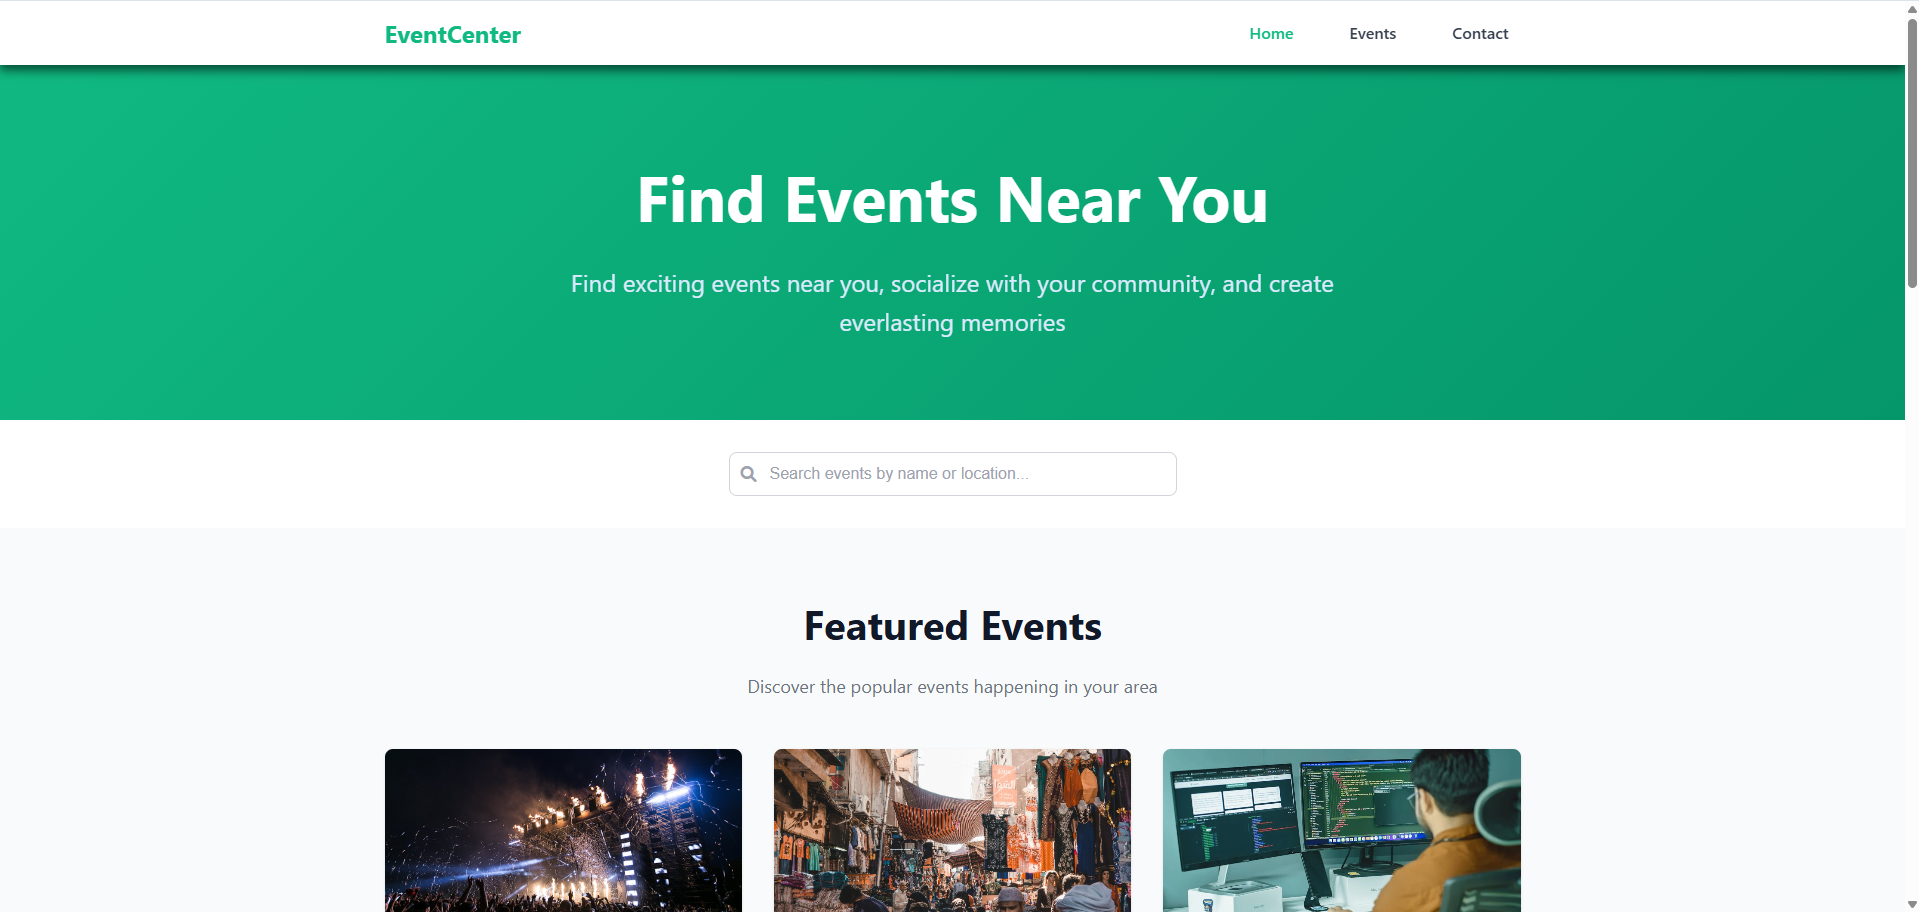 EventCenter
Home
Events
Contact
Find Events Near You
Find exciting events near you, socialize with your community, and create
everlasting memories
Search events by name or location...
Featured Events
Discover the popular events happening in your area